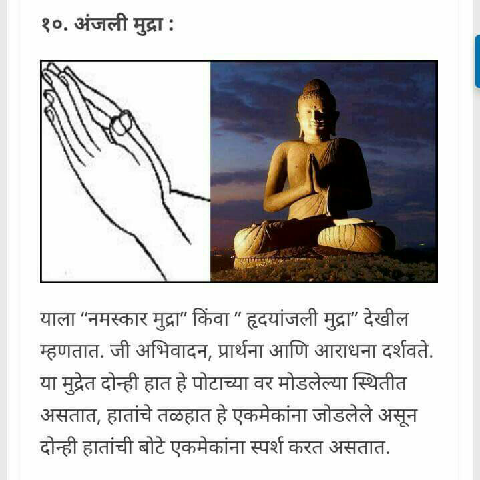 १०. अंजली मुद्रा :
याला “नमस्कार मुद्रा” किंवा ” हृदयांजली मुद्रा” देखील
म्हणतात. जी अभिवादन, प्रार्थना आणि आराधना दर्शवते.
या मुद्रेत दोन्ही हात हे पोटाच्या वर मोडलेल्या स्थितीत
असतात, हातांचे तळहात हे एकमेकांना जोडलेले असून
दोन्ही हातांची बोटे एकमेकांना स्पर्श करत असतात.